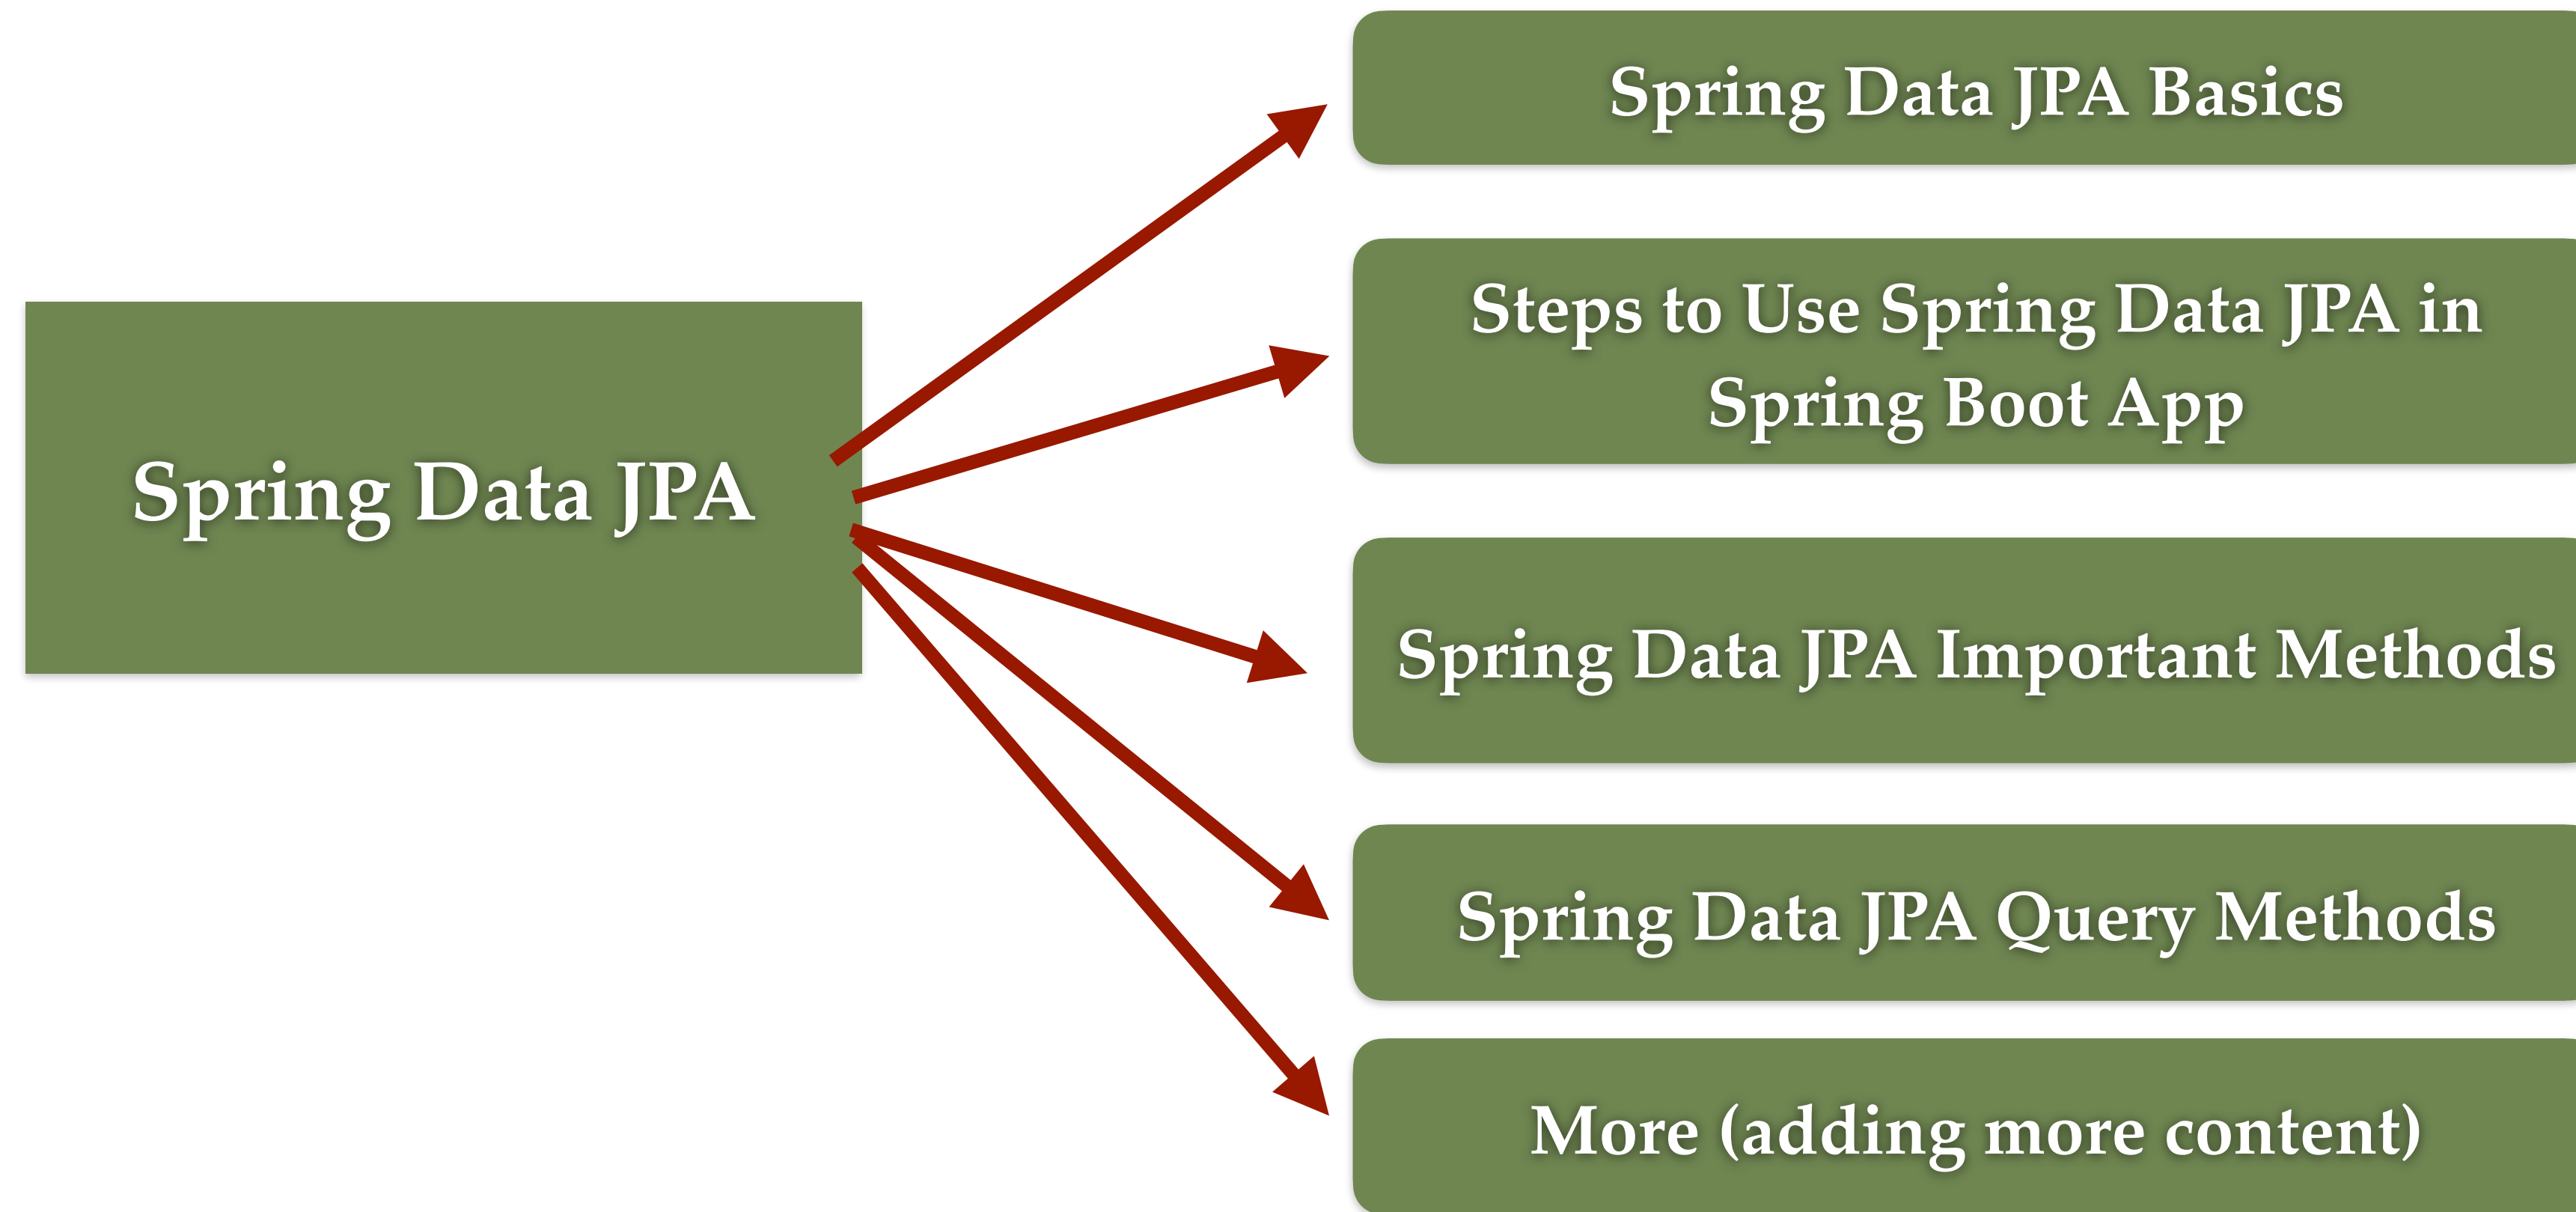 Spring Data JPA
Spring Data JPA Basics
Steps to Use Spring Data JPA in
Spring Boot App
Spring Data JPA Important Methods
Spring Data JPA Query Methods
More (adding more content)